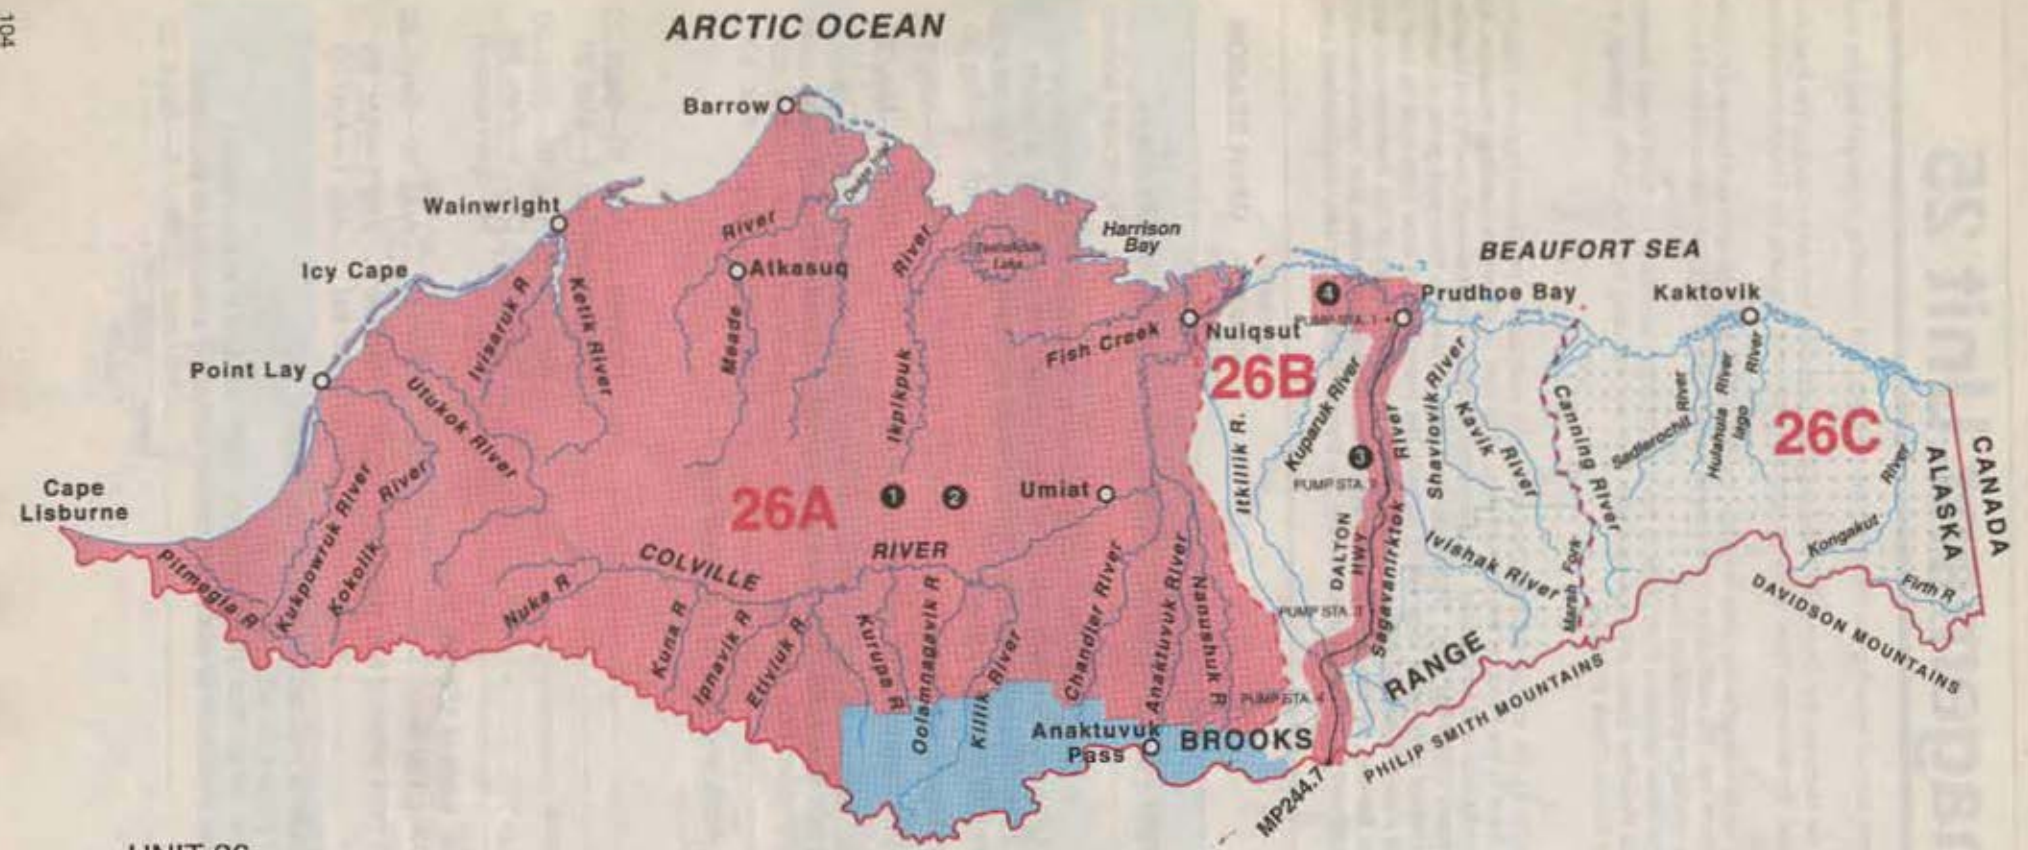 104
ARCTIC OCEAN
Barrow
Wainwright
Icy Cape
Point Lay
Cape
Lisburne
River
Atkasuq
Meade
River
Ikpikpuk
Ivisaruk R
Ketik River
Utukok River
Harrison
Bay
Fish Creek
Nuiqsut
BEAUFORT SEA
4
PUMP STA. 1
Prudhoe Bay
Kaktovik
26B
26C
26A
1
2
Umiat
Itkillik R.
Kuparuk River
3
PUMP STA.
DALTON
HWY
PUMP STA. 3
Sagavanirktok
River
Shaviovik River
Kavik
River
Ivishak River
Canning River
Marsh Fork
Sadlerochit River
Hulahula River
Jago
River
Kongakut
River
Firth R
ALASKA
CANADA
Pitmegia R
Kukpowruk River
Kokolik
River
Nuka R
COLVILLE
RIVER
Kuna R
Ipnavik R
Etivluk R
Kurupa R
Oolamnagavik R
Killik River
Chandler River
Anaktuvuk River
Nanushuk
R
PUMP STA. 4
Anaktuvuk
Pass
BROOKS
RANGE
MP244.7
PHILIP SMITH MOUNTAINS
DAVIDSON MOUNTAINS
UNIT 26